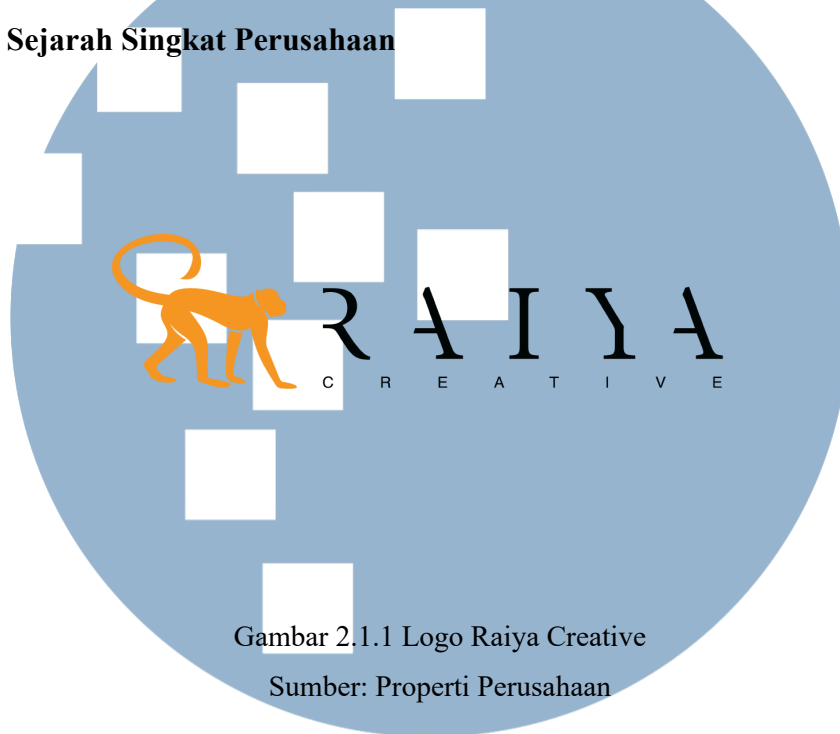 Sejarah Singkat Perusahaan
RAIYA
CREATIVE
Gambar 2.1.1 Logo Raiya Creative
Sumber: Properti Perusahaan